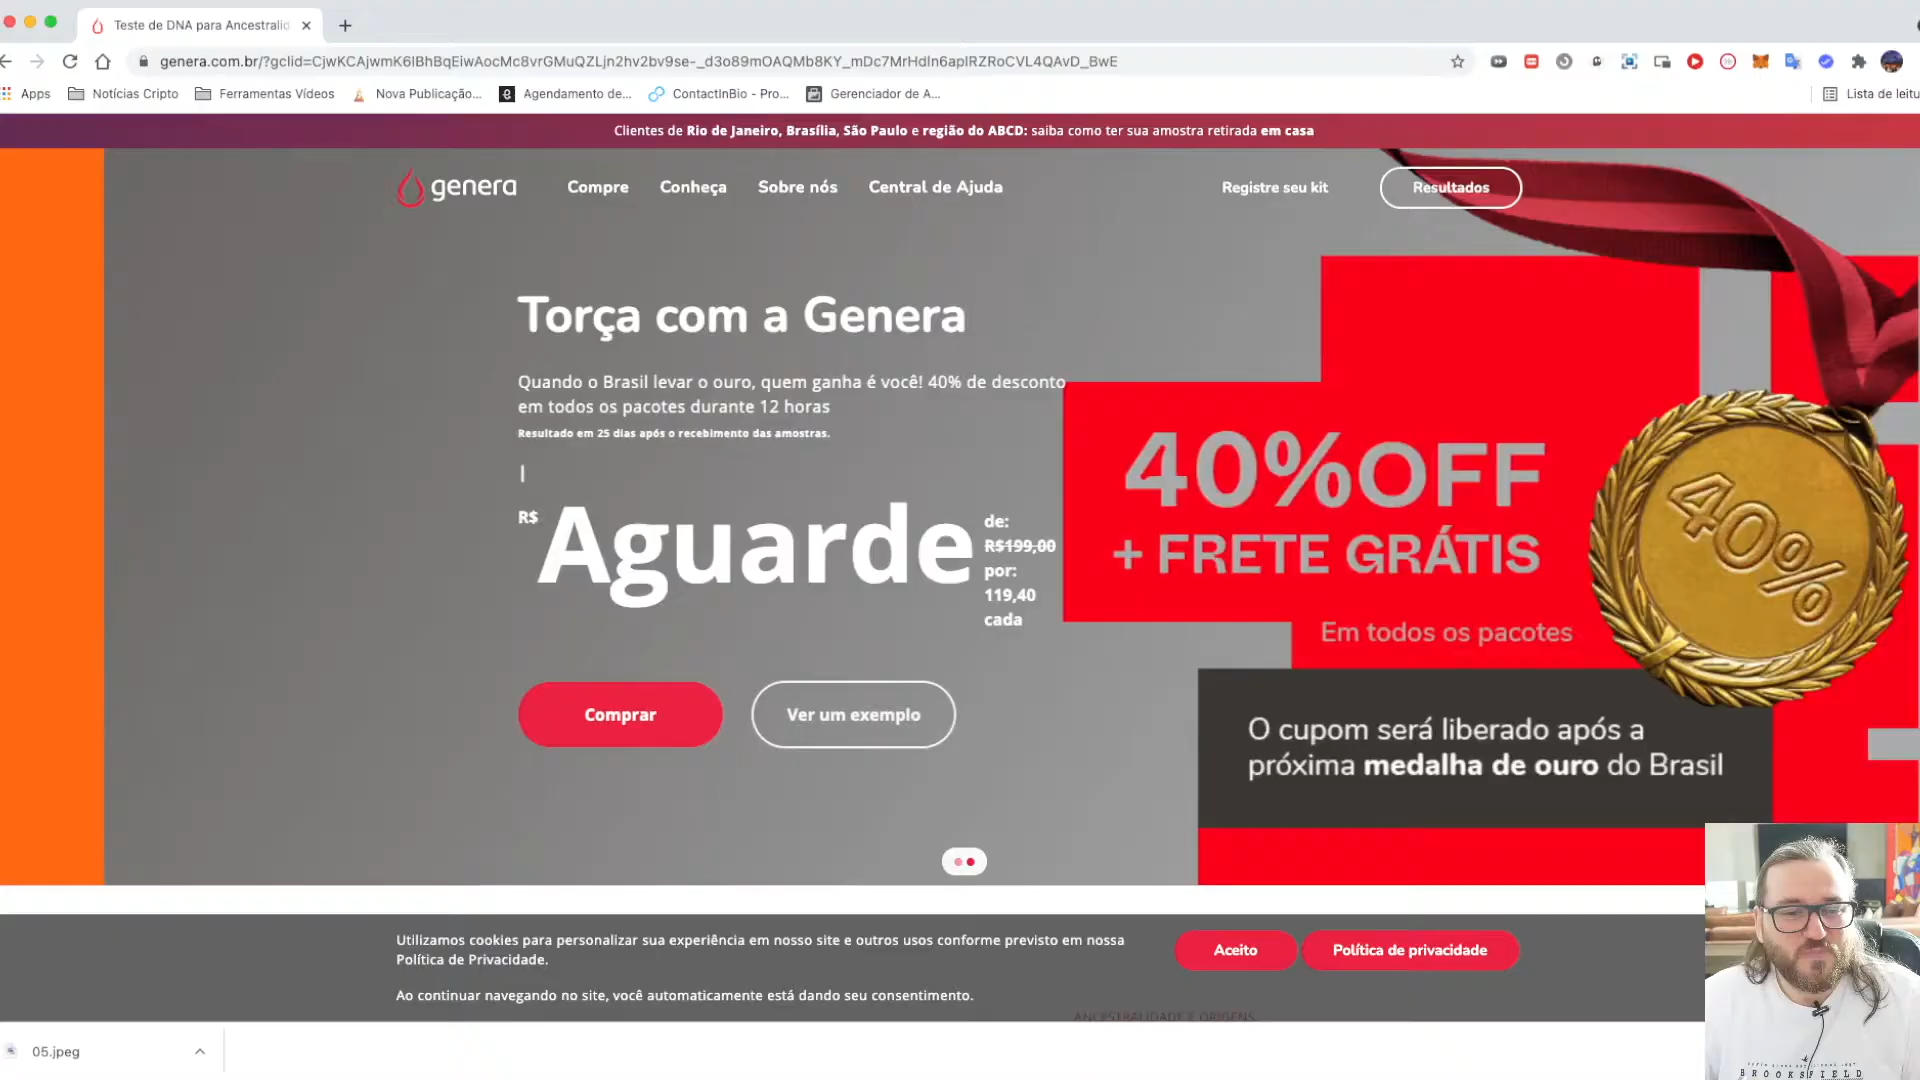 Teste de DNA para Ancestralid
genera.com.br/?gclid=CjwKCAjwmK6IBhBqEiwAocMc8vrGMuQZLjn2hv2bv9se-_d3o89mOAQMb8KY_mDc7MrHdln6aplRZRoCVL4QAvD_BwE
Apps
Notícias Cripto
Ferramentas Vídeos
Nova Publicação...
Agendamento de...
ContactInBio - Pro...
Gerenciador de A...
Lista de leitu
Clientes de Rio de Janeiro, Brasília, São Paulo e região do ABCD: saiba como ter sua amostra retirada em casa
genera
Compre
Conheça
Sobre nós
Central de Ajuda
Registre seu kit
Resultados
Torça com a Genera
Quando o Brasil levar o ouro, quem ganha é você! 40% de desconto
em todos os pacotes durante 12 horas
Resultado em 25 dias após o recebimento das amostras.
|
R$
Aguarde
de:
R$199,00
por:
119,40
cada
Comprar
Ver um exemplo
40%OFF
+ FRETE GRÁTIS
Em todos os pacotes
40%
O cupom será liberado após a
próxima medalha de ouro do Brasil
Utilizamos cookies para personalizar sua experiência em nosso site e outros usos conforme previsto em nossa
Política de Privacidade.
Ao continuar navegando no site, você automaticamente está dando seu consentimento.
Aceito
Política de privacidade
ANCESTRALIDADE E ORIGENS
05.jpeg
BROOKSFIELD